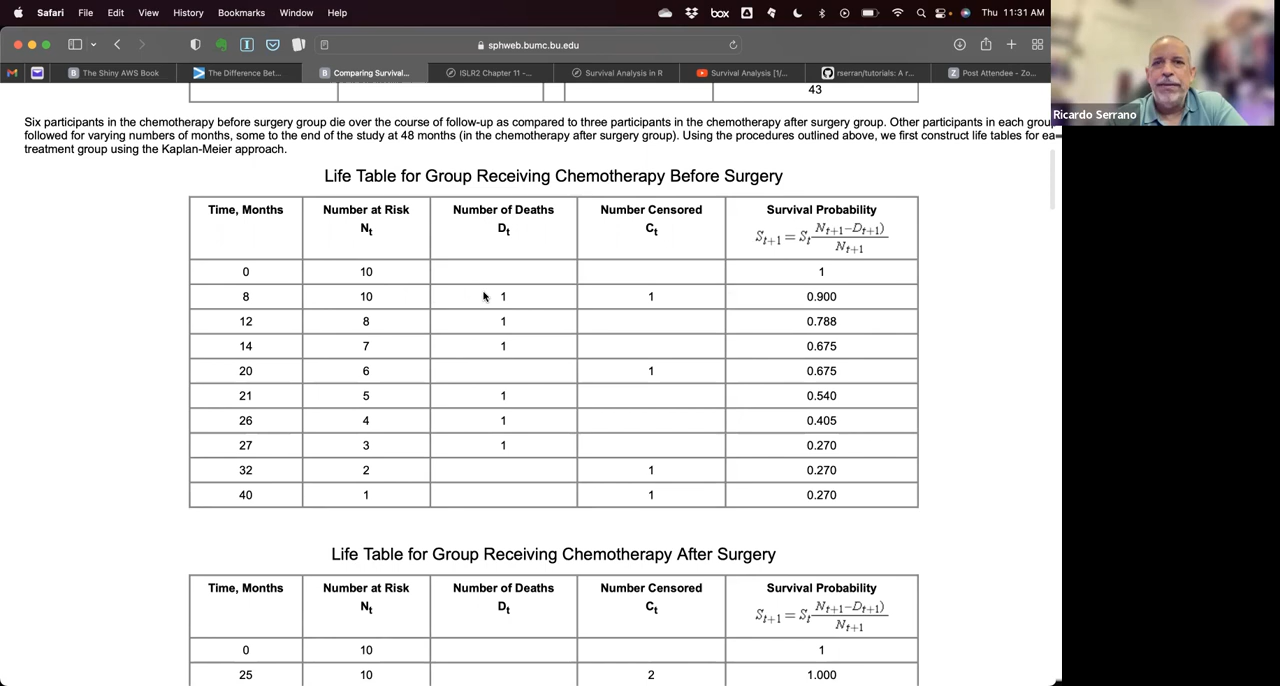 Safari File Edit View History Bookmarks Window Help box Thu 11:31 AM
sphweb.bumc.bu.edu
The Shiny AWS Book The Difference Bet... Comparing Survival... ISLR2 Chapter 11 -... Survival Analysis in R Survival Analysis [1/... rserran/tutorials: A r... Post Attendee - Zo...
43
Ricardo Serrano
Six participants in the chemotherapy before surgery group die over the course of follow-up as compared to three participants in the chemotherapy after surgery group. Other participants in each grou
followed for varying numbers of months, some to the end of the study at 48 months (in the chemotherapy after surgery group). Using the procedures outlined above, we first construct life tables for ea
treatment group using the Kaplan-Meier approach.
Life Table for Group Receiving Chemotherapy Before Surgery
Time, Months Number at Risk Nt Number of Deaths Dt Number Censored Ct Survival Probability St+1 = St Nt+1−Dt+1) / Nt+1
0 10 1
8 10 1 1 0.900
12 8 1 0.788
14 7 1 0.675
20 6 1 0.675
21 5 1 0.540
26 4 1 0.405
27 3 1 0.270
32 2 1 0.270
40 1 1 0.270
Life Table for Group Receiving Chemotherapy After Surgery
Time, Months Number at Risk Nt Number of Deaths Dt Number Censored Ct Survival Probability St+1 = St Nt+1−Dt+1) / Nt+1
0 10 1
25 10 2 1.000